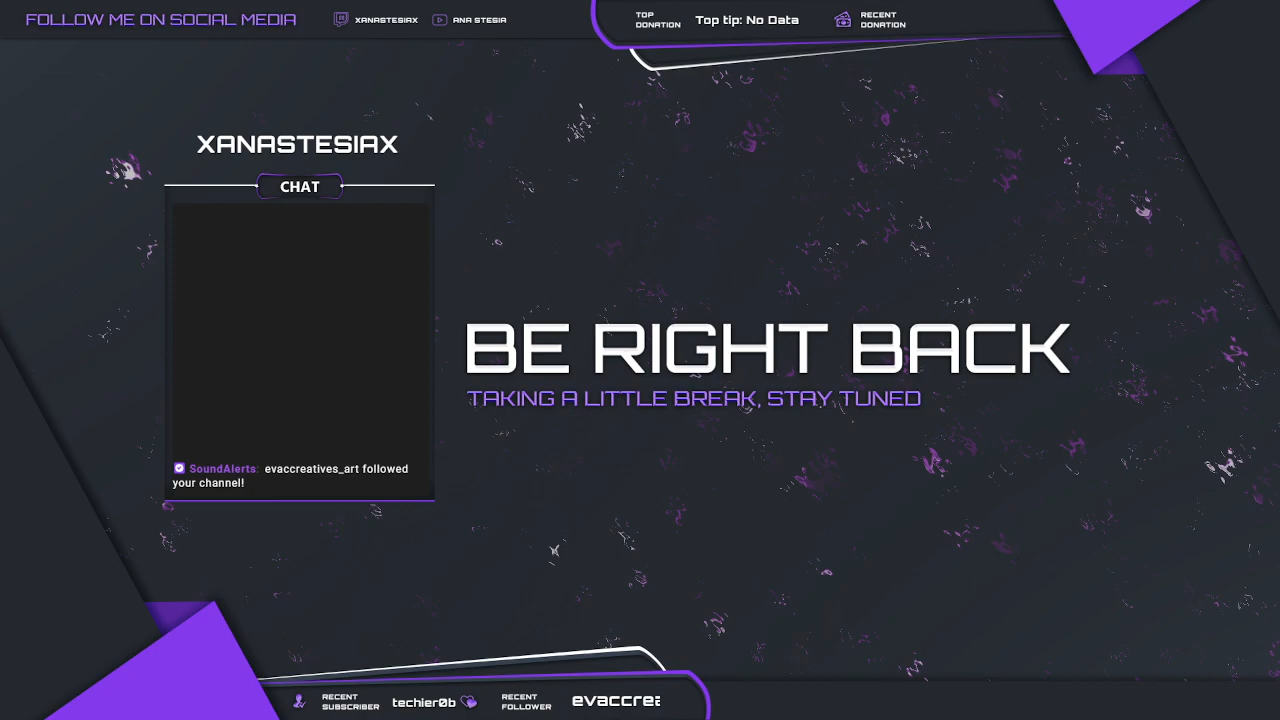 FOLLOW ME ON SOCIAL MEDIA
XANASTESIAX
ANA STESIA
TOP
DONATION
Top tip: No Data
RECENT
DONATION
XANASTESIAX
CHAT
BE RIGHT BACK
TAKING A LITTLE BREAK, STAY TUNED
SoundAlerts: evaccreatives_art followed
your channel!
RECENT
SUBSCRIBER
techier0b
RECENT
FOLLOWER